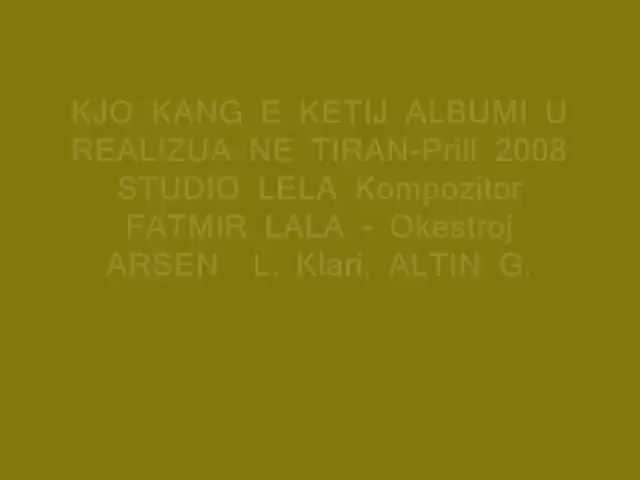 KJO KANG E KETIJ ALBUMI U
REALIZUA NE TIRAN-Prill 2008
STUDIO LELA Kompozitor
FATMIR LALA - Okestroj
ARSEN L. Klari, ALTIN G.